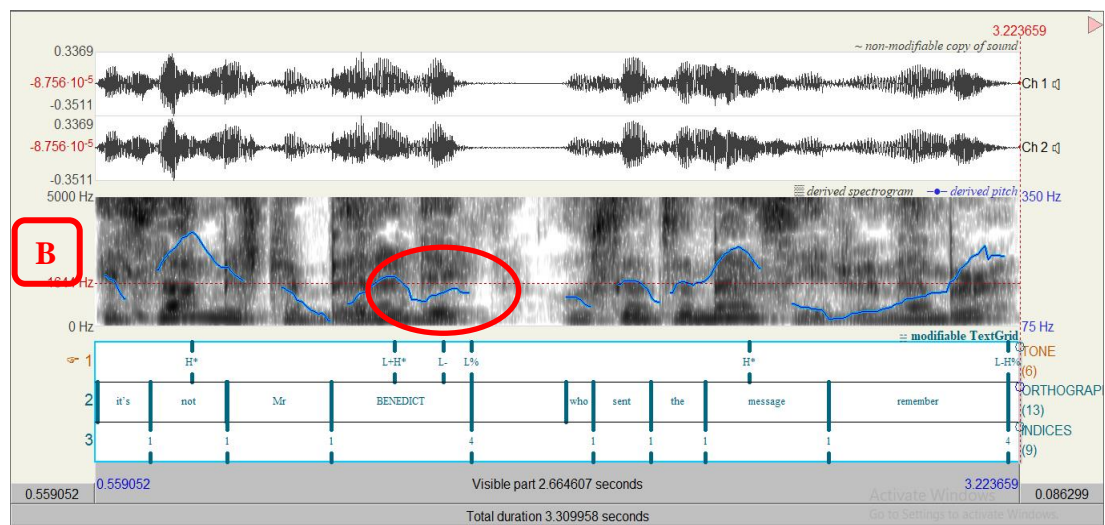 3.223659
~ non-modifiable copy of sound
0.3369
-8.756·10-5
-0.3511
Ch 1
0.3369
-8.756·10-5
-0.3511
Ch 2
5000 Hz
derived spectrogram
derived pitch
350 Hz
B
0 Hz
75 Hz
modifiable TextGrid
1 H* L+H* L- L% H* L-H% TONE
(6)
2 it's not Mr BENEDICT who sent the message remember ORTHOGRAP
(13)
3 1 1 1 4 1 1 1 1 4 INDICES
(9)
0.559052 0.559052 Visible part 2.664607 seconds 3.223659 0.086299
Total duration 3.309958 seconds
Activate Windows
Go to Settings to activate Windows.